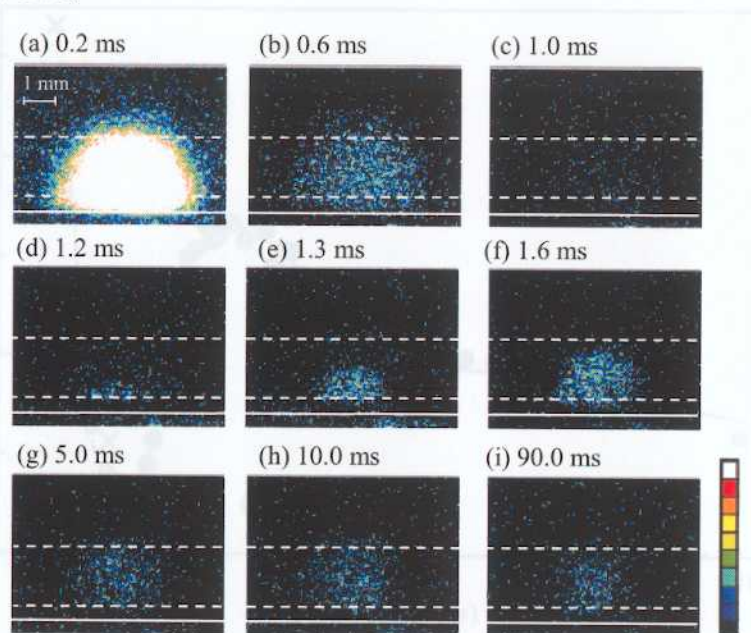 (a) 0.2 ms
(b) 0.6 ms
(c) 1.0 ms
1 mm
(d) 1.2 ms
(e) 1.3 ms
(f) 1.6 ms
(g) 5.0 ms
(h) 10.0 ms
(i) 90.0 ms